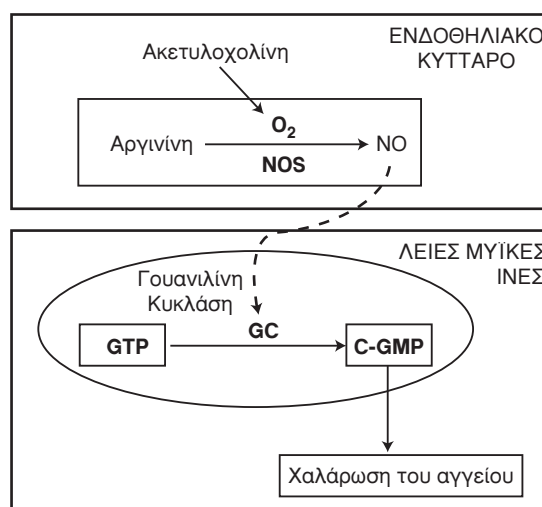 ΕΝΔΟΘΗΛΙΑΚΟ
ΚΥΤΤΑΡΟ
Ακετυλοχολίνη
O2
Αργινίνη
NO
NOS
ΛΕΙΕΣ ΜΥΪΚΕΣ
ΙΝΕΣ
Γουανιλίνη
Κυκλάση
GC
GTP
C-GMP
Χαλάρωση του αγγείου